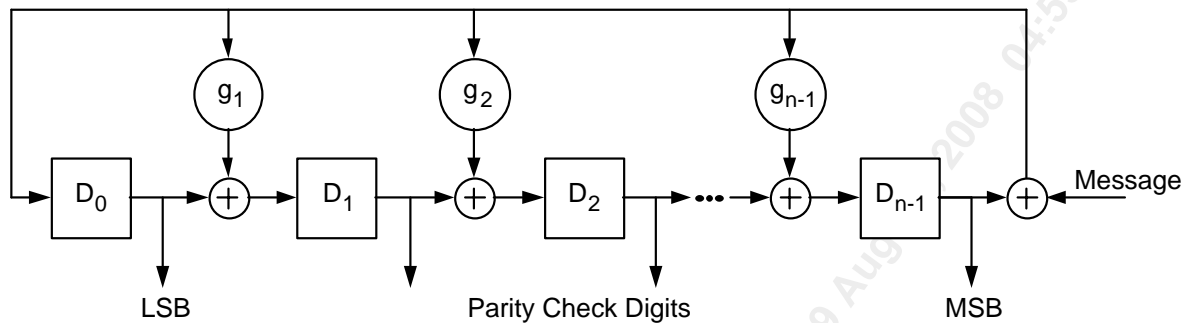 g1
g2
gn-1
D0
D1
D2
•••
Dn-1
Message
LSB
Parity Check Digits
MSB